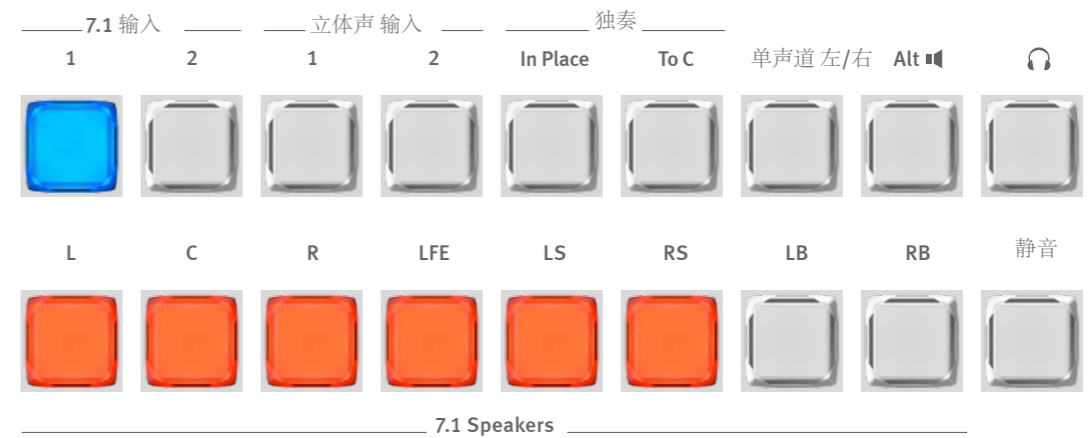 7.1 输入 立体声 输入 独奏
1 2 1 2 In Place To C 单声道 左/右 Alt
L C R LFE LS RS LB RB 静音
7.1 Speakers